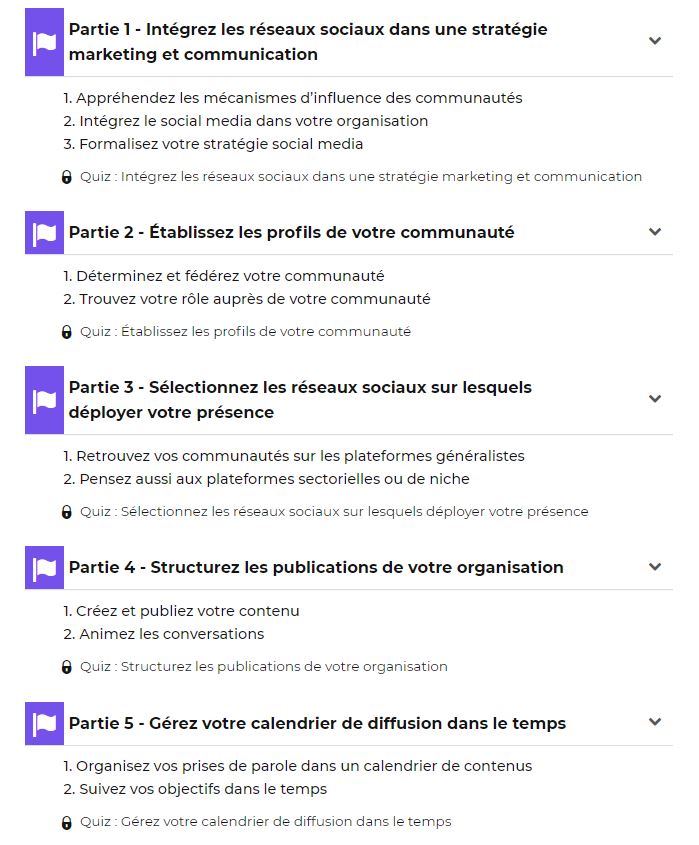 Partie 1 - Intégrez les réseaux sociaux dans une stratégie
marketing et communication
1. Appréhendez les mécanismes d’influence des communautés
2. Intégrez le social media dans votre organisation
3. Formalisez votre stratégie social media
Quiz : Intégrez les réseaux sociaux dans une stratégie marketing et communication
Partie 2 - Établissez les profils de votre communauté
1. Déterminez et fédérez votre communauté
2. Trouvez votre rôle auprès de votre communauté
Quiz : Établissez les profils de votre communauté
Partie 3 - Sélectionnez les réseaux sociaux sur lesquels
déployer votre présence
1. Retrouvez vos communautés sur les plateformes généralistes
2. Pensez aussi aux plateformes sectorielles ou de niche
Quiz : Sélectionnez les réseaux sociaux sur lesquels déployer votre présence
Partie 4 - Structurez les publications de votre organisation
1. Créez et publiez votre contenu
2. Animez les conversations
Quiz : Structurez les publications de votre organisation
Partie 5 - Gérez votre calendrier de diffusion dans le temps
1. Organisez vos prises de parole dans un calendrier de contenus
2. Suivez vos objectifs dans le temps
Quiz : Gérez votre calendrier de diffusion dans le temps